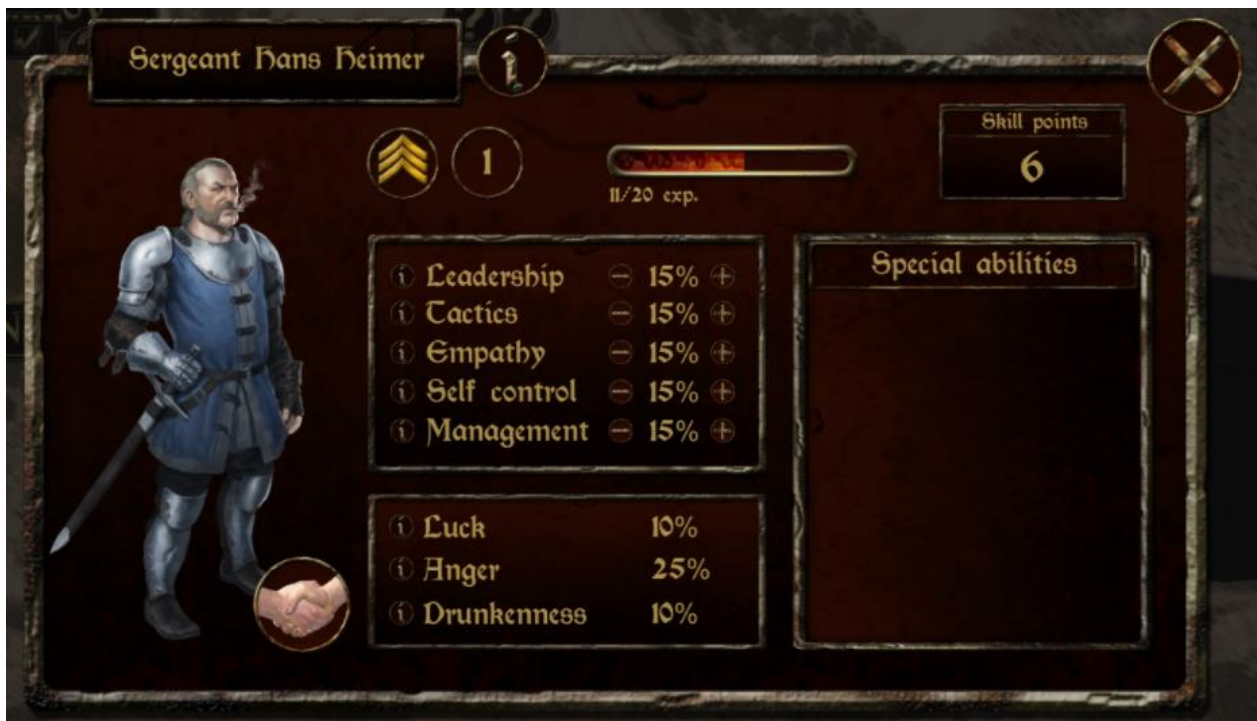 Sergeant Hans Heimer
i
Skill points
6
1
11/20 exp.
i Leadership − 15% +
i Tactics − 15% +
i Empathy − 15% +
i Self control − 15% +
i Management − 15% +
Special abilities
i Luck 10%
i Anger 25%
i Drunkenness 10%